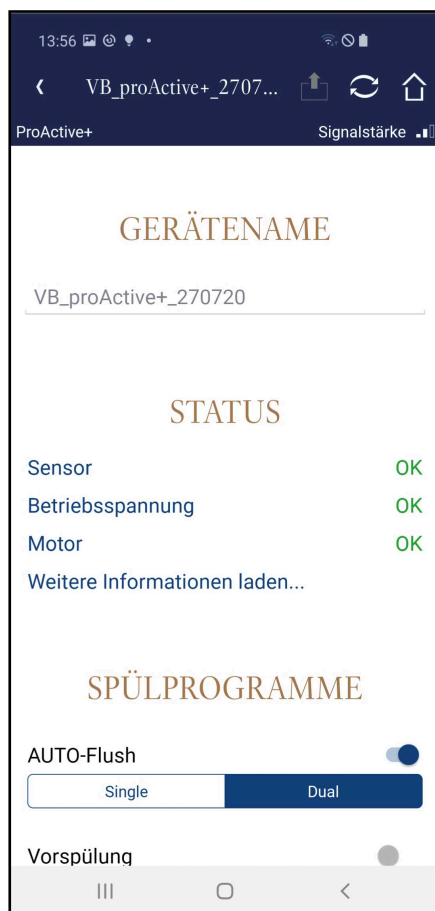 13:56
VB_proActive+_2707...
ProActive+ Signalstärke
GERÄTENAME
VB_proActive+_270720
STATUS
Sensor OK
Betriebsspannung OK
Motor OK
Weitere Informationen laden...
SPÜLPROGRAMME
AUTO-Flush
Single Dual
Vorspülung